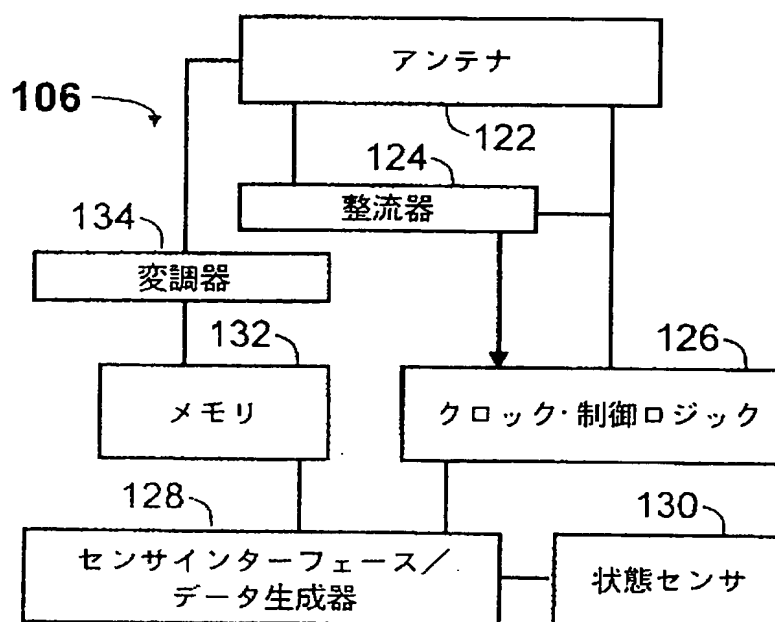 アンテナ
106
122
124
整流器
134
変調器
132
126
メモリ
クロック・制御ロジック
128
130
センサインターフェース／
データ生成器
状態センサ